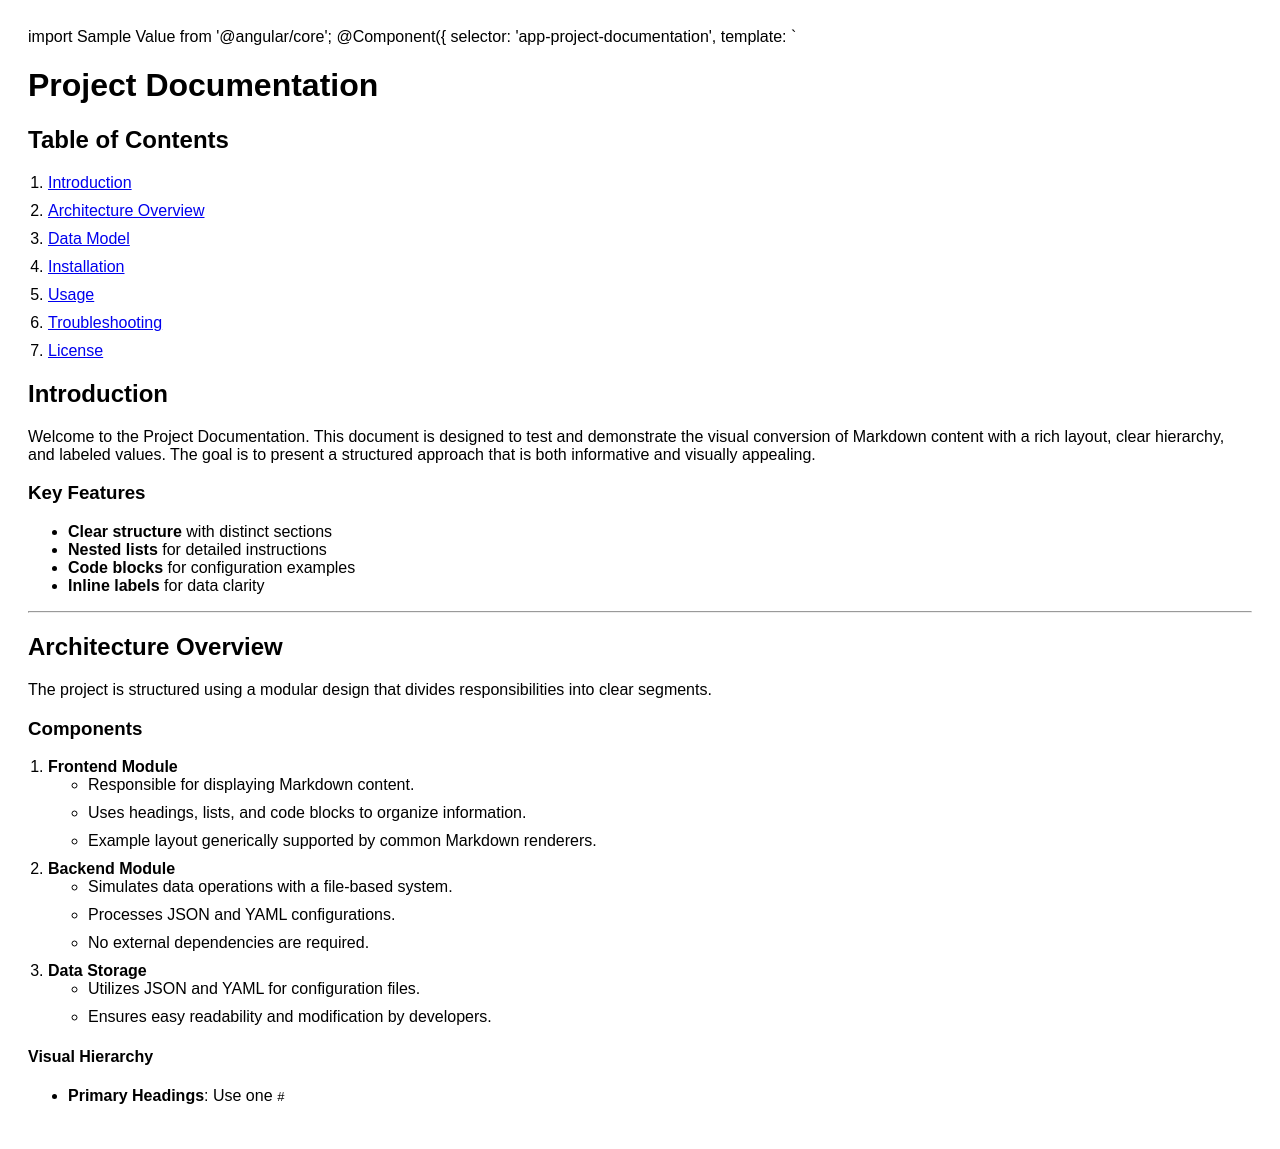 import Sample Value from '@angular/core'; @Component({ selector: 'app-project-documentation', template: `
Project Documentation
Table of Contents
1. Introduction
2. Architecture Overview
3. Data Model
4. Installation
5. Usage
6. Troubleshooting
7. License
Introduction
Welcome to the Project Documentation. This document is designed to test and demonstrate the visual conversion of Markdown content with a rich layout, clear hierarchy,
and labeled values. The goal is to present a structured approach that is both informative and visually appealing.
Key Features
• Clear structure with distinct sections
• Nested lists for detailed instructions
• Code blocks for configuration examples
• Inline labels for data clarity
Architecture Overview
The project is structured using a modular design that divides responsibilities into clear segments.
Components
1. Frontend Module
◦ Responsible for displaying Markdown content.
◦ Uses headings, lists, and code blocks to organize information.
◦ Example layout generically supported by common Markdown renderers.
2. Backend Module
◦ Simulates data operations with a file-based system.
◦ Processes JSON and YAML configurations.
◦ No external dependencies are required.
3. Data Storage
◦ Utilizes JSON and YAML for configuration files.
◦ Ensures easy readability and modification by developers.
Visual Hierarchy
• Primary Headings: Use one #